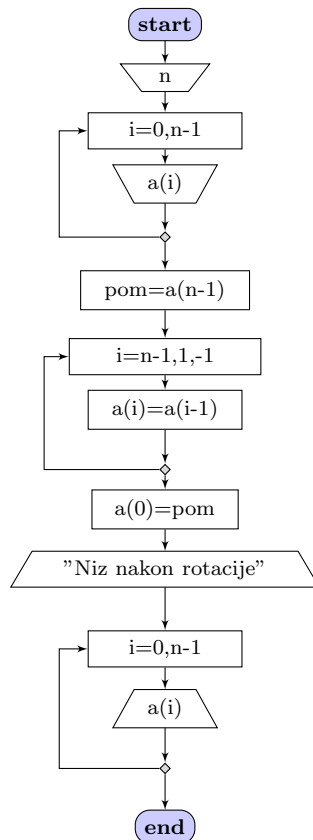 start
n
i=0,n-1
a(i)
pom=a(n-1)
i=n-1,1,-1
a(i)=a(i-1)
a(0)=pom
”Niz nakon rotacije”
i=0,n-1
a(i)
end